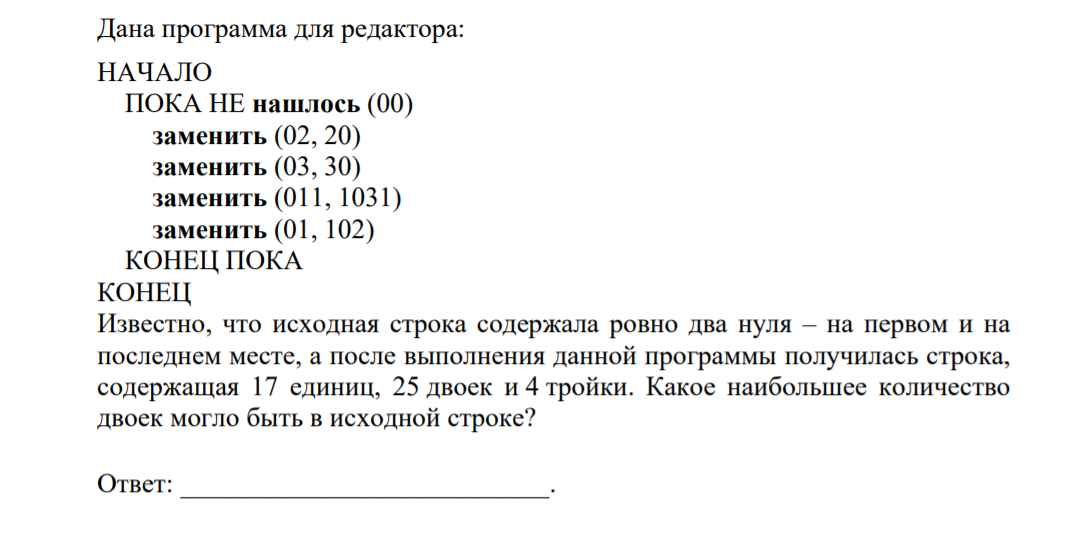 Дана программа для редактора:
НАЧАЛО
ПОКА НЕ нашлось (00)
заменить (02, 20)
заменить (03, 30)
заменить (011, 1031)
заменить (01, 102)
КОНЕЦ ПОКА
КОНЕЦ
Известно, что исходная строка содержала ровно два нуля – на первом и на
последнем месте, а после выполнения данной программы получилась строка,
содержащая 17 единиц, 25 двоек и 4 тройки. Какое наибольшее количество
двоек могло быть в исходной строке?
Ответ: ____________________________.